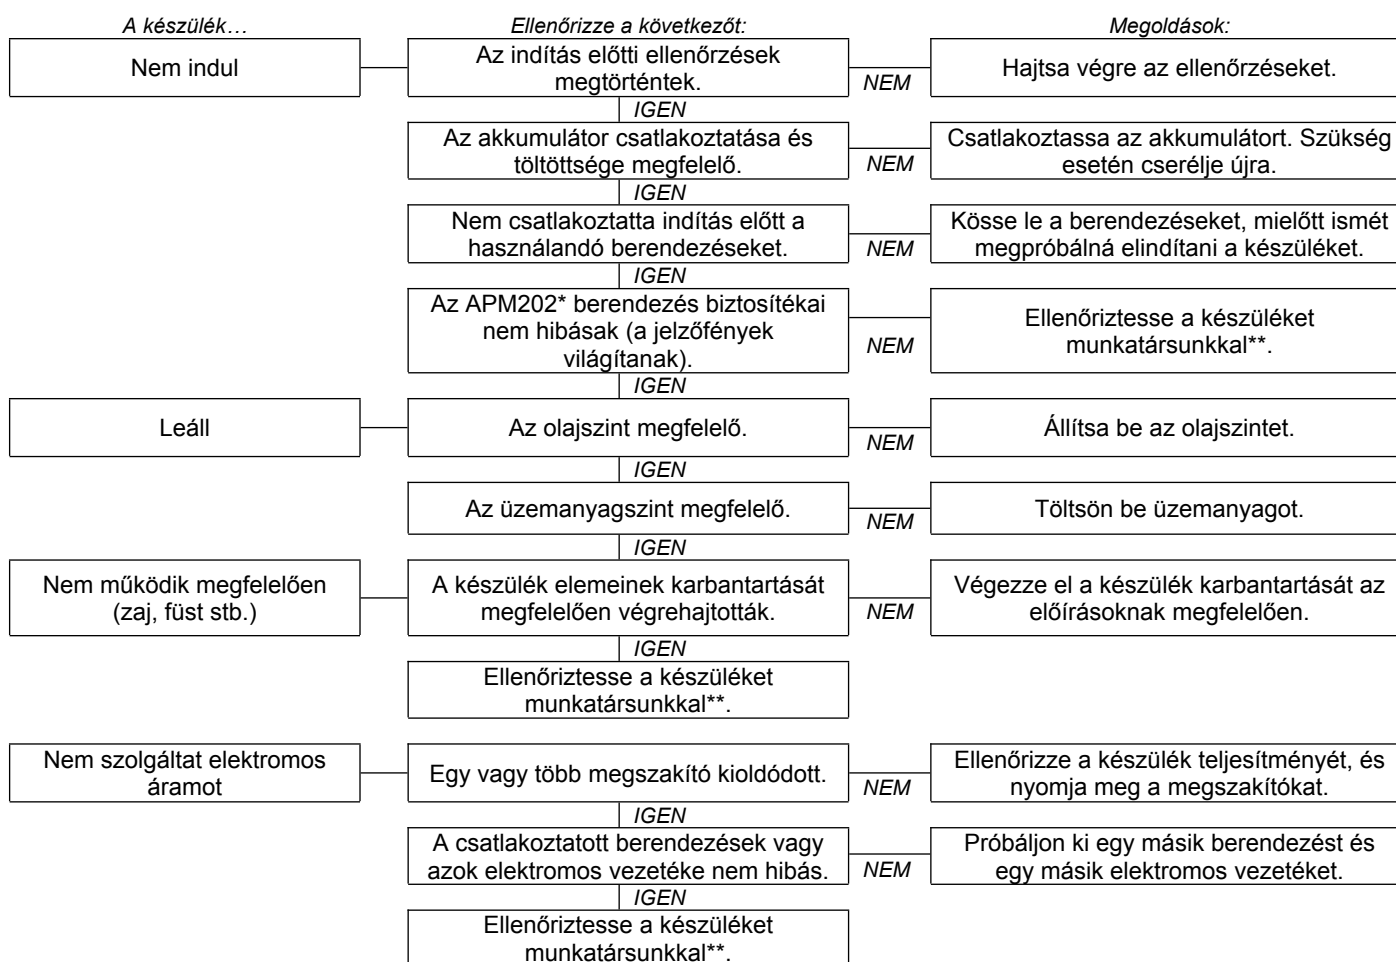 A készülék…
Ellenőrizze a következőt:
Megoldások:
Nem indul
Az indítás előtti ellenőrzések
megtörténtek.
NEM
Hajtsa végre az ellenőrzéseket.
IGEN
Az akkumulátor csatlakoztatása és
töltöttsége megfelelő.
NEM
Csatlakoztassa az akkumulátort. Szükség
esetén cserélje újra.
IGEN
Nem csatlakoztatta indítás előtt a
használandó berendezéseket.
NEM
Kösse le a berendezéseket, mielőtt ismét
megpróbálná elindítani a készüléket.
IGEN
Az APM202* berendezés biztosítékai
nem hibásak (a jelzőfények
világítanak).
NEM
Ellenőriztesse a készüléket
munkatársunkkal**.
IGEN
Leáll
Az olajszint megfelelő.
NEM
Állítsa be az olajszintet.
IGEN
Az üzemanyagszint megfelelő.
NEM
Töltsön be üzemanyagot.
IGEN
Nem működik megfelelően
(zaj, füst stb.)
A készülék elemeinek karbantartását
megfelelően végrehajtották.
NEM
Végezze el a készülék karbantartását az
előírásoknak megfelelően.
IGEN
Ellenőriztesse a készüléket
munkatársunkkal**.
Nem szolgáltat elektromos
áramot
Egy vagy több megszakító kioldódott.
NEM
Ellenőrizze a készülék teljesítményét, és
nyomja meg a megszakítókat.
IGEN
A csatlakoztatott berendezések vagy
azok elektromos vezetéke nem hibás.
NEM
Próbáljon ki egy másik berendezést és
egy másik elektromos vezetéket.
IGEN
Ellenőriztesse a készüléket
munkatársunkkal**.